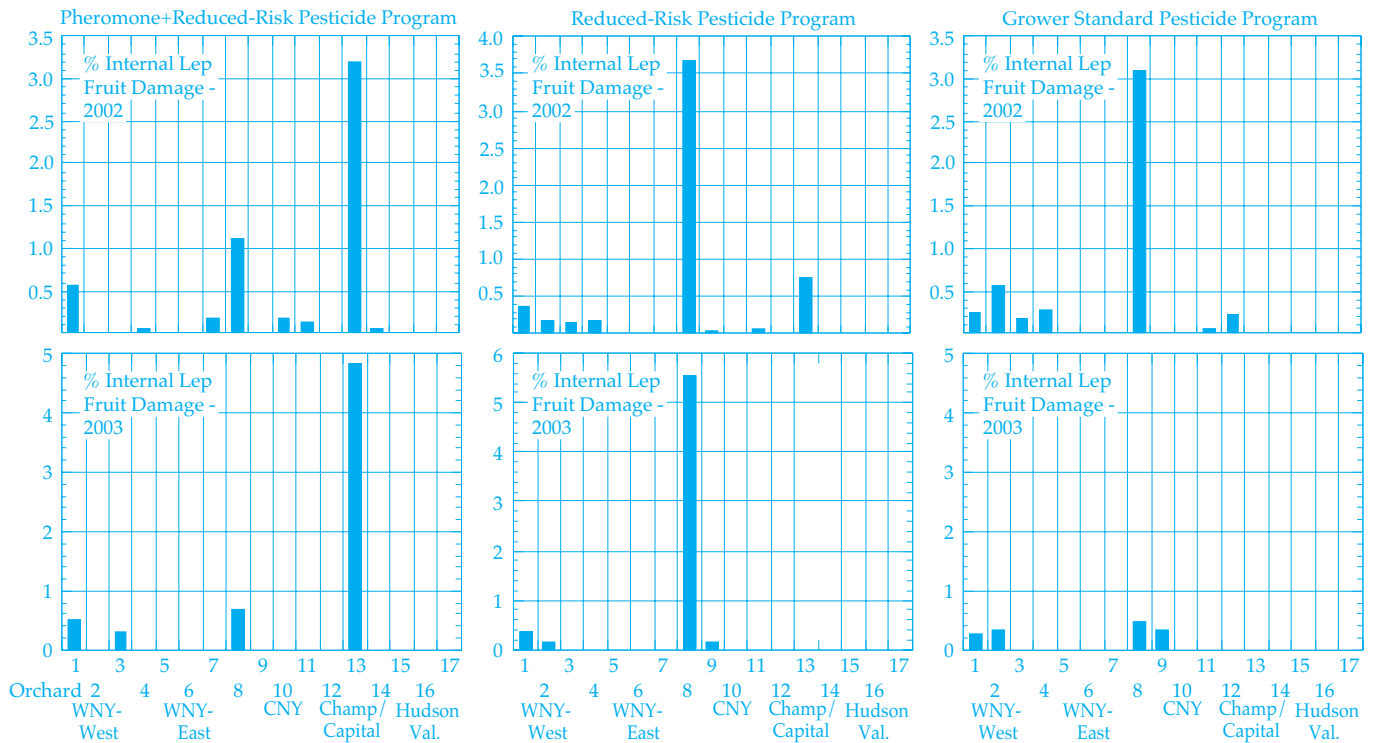 Pheromone+Reduced-Risk Pesticide Program
3.5
3.0
2.5
2.0
1.5
1.0
0.5
% Internal Lep
Fruit Damage -
2002
Reduced-Risk Pesticide Program
4.0
3.5
3.0
2.5
2.0
1.5
1.0
0.5
% Internal Lep
Fruit Damage -
2002
Grower Standard Pesticide Program
3.5
3.0
2.5
2.0
1.5
1.0
0.5
% Internal Lep
Fruit Damage -
2002
5
4
3
2
1
0
% Internal Lep
Fruit Damage -
2003
6
5
4
3
2
1
0
% Internal Lep
Fruit Damage -
2003
5
4
3
2
1
0
% Internal Lep
Fruit Damage -
2003
1 3 5 7 9 11 13 15 17
Orchard 2 4 6 8 10 12 14 16
WNY-West
WNY-East
CNY
Champ/Capital
Hudson Val.
1 3 5 7 9 11 13 15 17
2 4 6 8 10 12 14 16
WNY-West
WNY-East
CNY
Champ/Capital
Hudson Val.
1 3 5 7 9 11 13 15 17
2 4 6 8 10 12 14 16
WNY-West
WNY-East
CNY
Champ/Capital
Hudson Val.